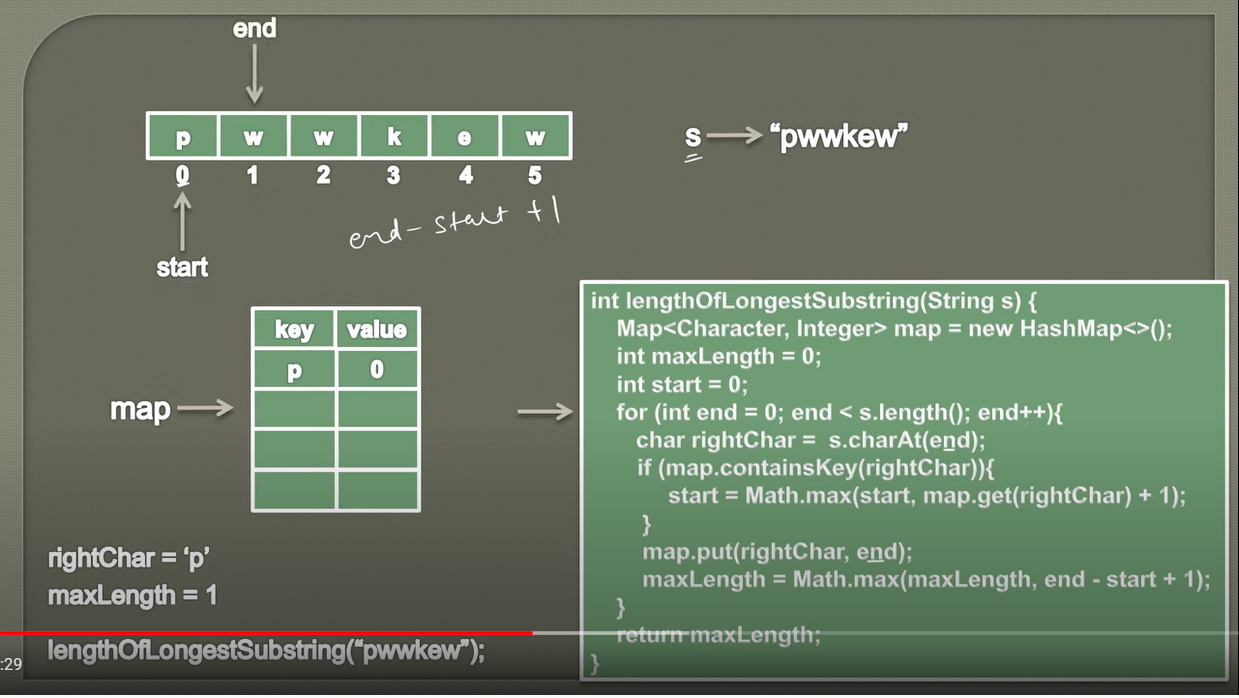 end
p w w k e w
0 1 2 3 4 5
s “pwwkew”
end - start + 1
start
key value
p 0
map
int lengthOfLongestSubstring(String s) {
Map<Character, Integer> map = new HashMap<>();
int maxLength = 0;
int start = 0;
for (int end = 0; end < s.length(); end++){
char rightChar = s.charAt(end);
if (map.containsKey(rightChar)){
start = Math.max(start, map.get(rightChar) + 1);
}
map.put(rightChar, end);
maxLength = Math.max(maxLength, end - start + 1);
}
return maxLength;
}
rightChar = ‘p’
maxLength = 1
lengthOfLongestSubstring(“pwwkew”);
:29